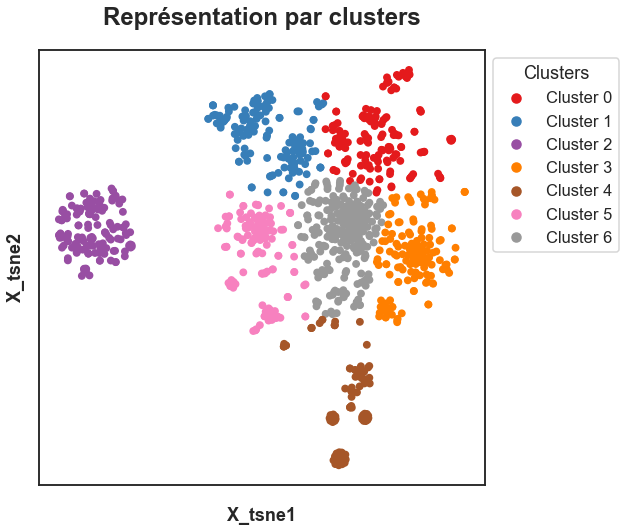 Représentation par clusters
Clusters
Cluster 0
Cluster 1
Cluster 2
Cluster 3
Cluster 4
Cluster 5
Cluster 6
X_tsne2
X_tsne1